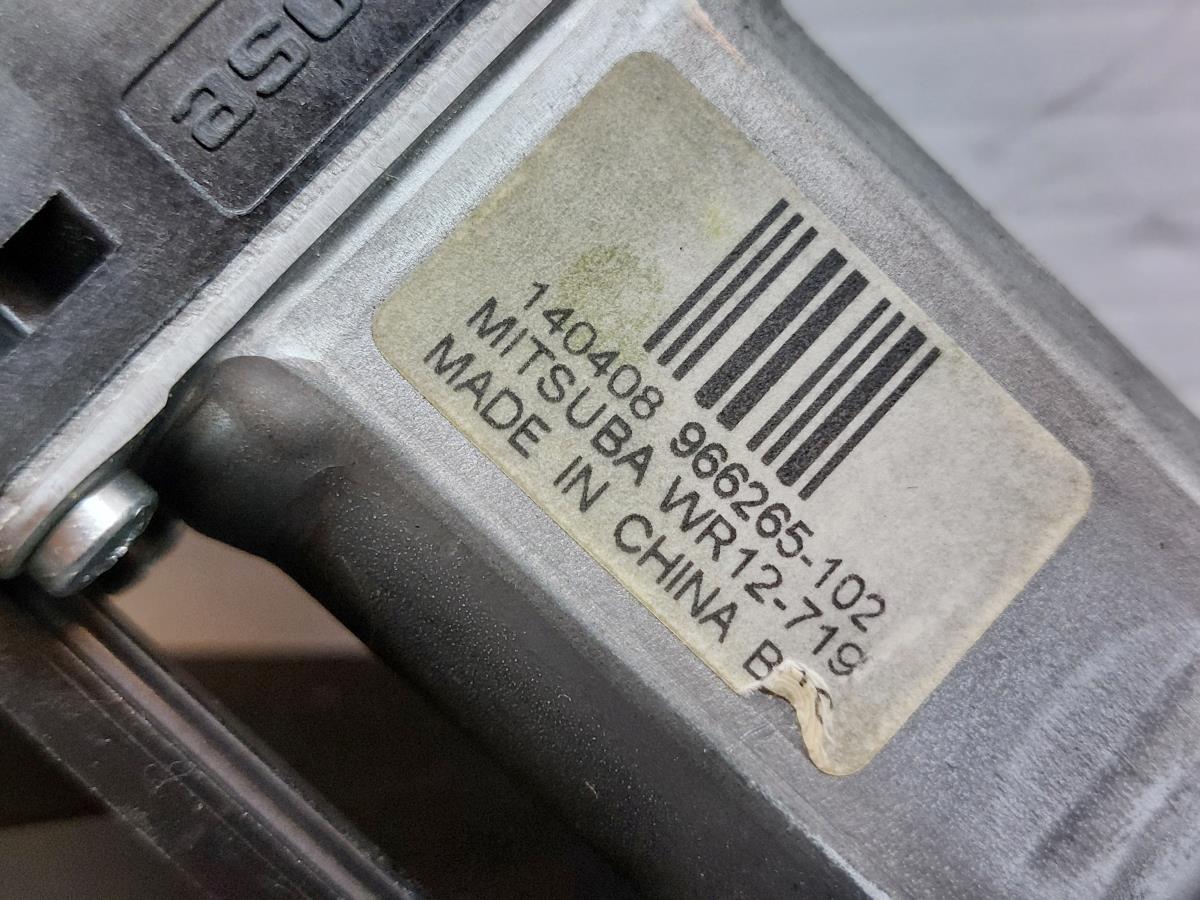 140408 966265-102
MITSUBA WR12-719
MADE IN CHINA